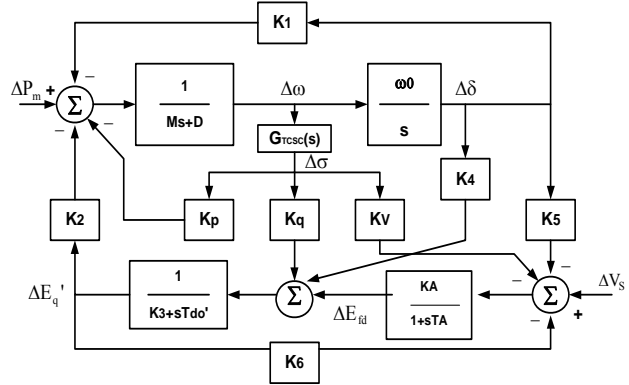 K1
ΔPm +
−
Σ
−
−
1
Ms+D
Δω
ω0
s
Δδ
GTCSC(s)
Δσ
K4
K2
Kp
Kq
KV
K5
ΔEq'
1
K3+sTdo'
Σ
ΔEfd
KA
1+sTA
−
−
−
Σ
+
ΔVS
K6